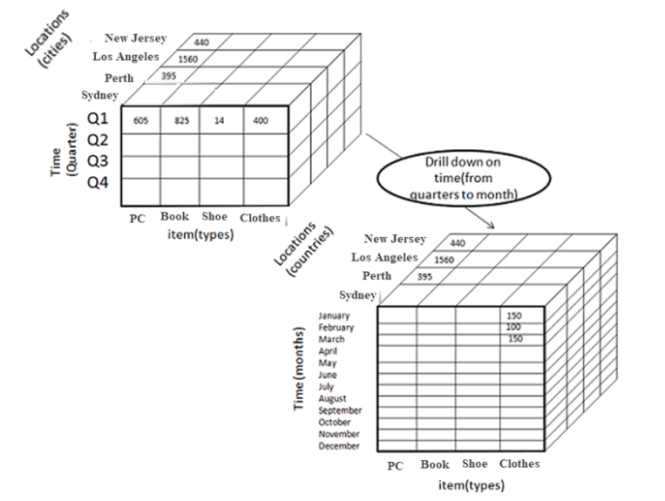 Locations
(cities)
New Jersey 440
Los Angeles 1560
Perth 395
Sydney
Time
(Quarter)
Q1 605 825 14 400
Q2
Q3
Q4
PC Book Shoe Clothes
item(types)
Drill down on
time(from
quarters to month)
Locations
(countries)
New Jersey 440
Los Angeles 1560
Perth 395
Sydney
Time (months)
January 150
February 100
March 150
April
May
June
July
August
September
October
November
December
PC Book Shoe Clothes
item(types)